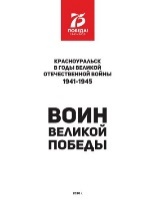 75
ПОБЕДА!
КРАСНОУРАЛЬСК
В ГОДЫ ВЕЛИКОЙ
ОТЕЧЕСТВЕННОЙ ВОЙНЫ
1941-1945
ВОИН
ВЕЛИКОЙ
ПОБЕДЫ